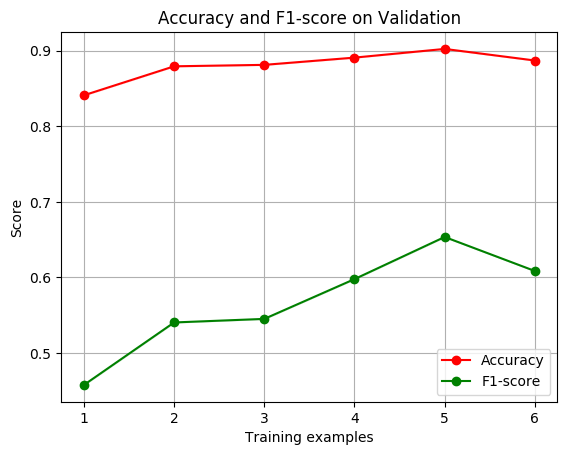 Accuracy and F1-score on Validation
Score
0.9
0.8
0.7
0.6
0.5
Accuracy
F1-score
1 2 3 4 5 6
Training examples